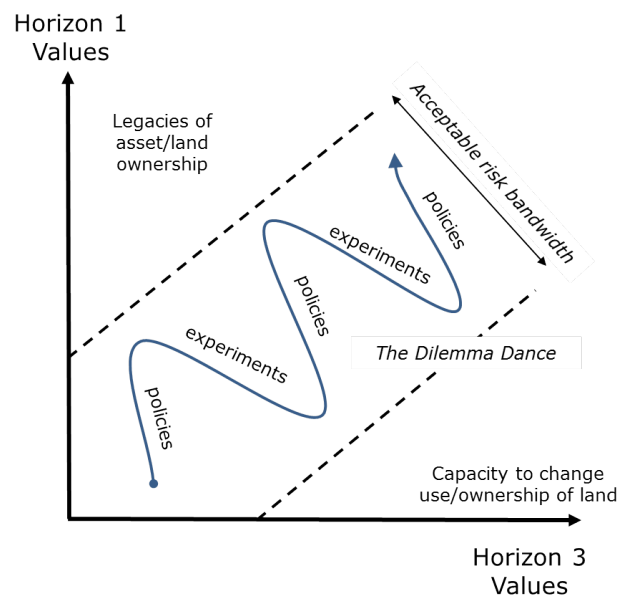 Horizon 1
Values
Legacies of
asset/land
ownership
Acceptable risk bandwidth
policies
experiments
policies
experiments
policies
The Dilemma Dance
Capacity to change
use/ownership of land
Horizon 3
Values